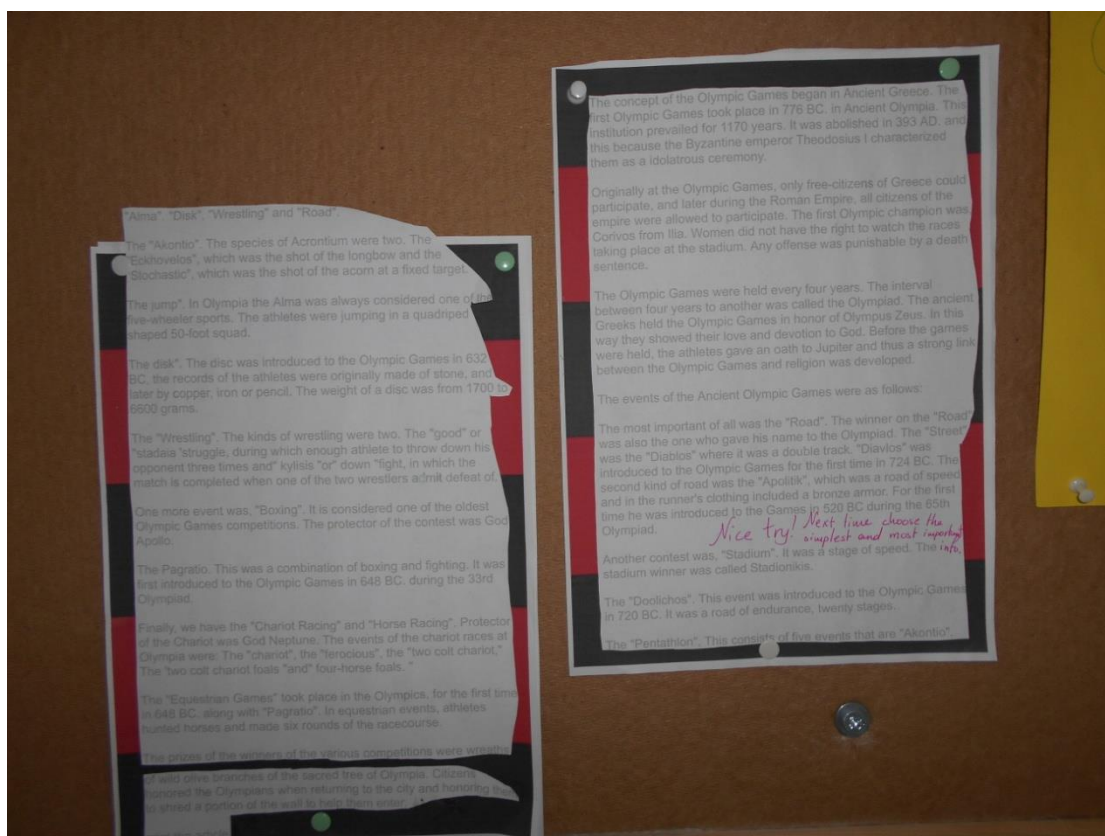 The concept of the Olympic Games began in Ancient Greece. The
first Olympic Games took place in 776 BC. in Ancient Olympia. This
institution prevailed for 1170 years. It was abolished in 393 AD. and
this because the Byzantine emperor Theodosius I characterized
them as a idolatrous ceremony.
Originally at the Olympic Games, only free-citizens of Greece could
participate, and later during the Roman Empire, all citizens of the
empire were allowed to participate. The first Olympic champion was
Corivos from Ilia. Women did not have the right to watch the races
taking place at the stadium. Any offense was punishable by a death
sentence.
The Olympic Games were held every four years. The interval
between four years to another was called the Olympiad. The ancient
Greeks held the Olympic Games in honor of Olympus Zeus. In this
way they showed their love and devotion to God. Before the games
were held, the athletes gave an oath to Jupiter and thus a strong link
between the Olympic Games and religion was developed.
The events of the Ancient Olympic Games were as follows:
The most important of all was the "Road". The winner on the "Road"
was also the one who gave his name to the Olympiad. The "Street"
was the "Diablos" where it was a double track. "Diavlos" was
introduced to the Olympic Games for the first time in 724 BC. The
second kind of road was the "Apolitik", which was a road of speed
and in the runner's clothing included a bronze armor. For the first
time he was introduced to the Games in 520 BC during the 65th
Olympiad.
Nice try! Next time choose the
simplest and most important
info.
Another contest was, "Stadium". It was a stage of speed. The
stadium winner was called Stadionikis.
The "Doolichos". This event was introduced to the Olympic Games
in 720 BC. It was a road of endurance, twenty stages.
The "Pentathlon". This consists of five events that are "Akontio".
"Alma". "Disk". "Wrestling" and "Road".
The "Akontio". The species of Acrontium were two. The
"Eckhovelos", which was the shot of the longbow and the
"Stochastic", which was the shot of the acorn at a fixed target.
The jump". In Olympia the Alma was always considered one of the
five-wheeler sports. The athletes were jumping in a quadriped
shaped 50-foot squad.
The disk". The disc was introduced to the Olympic Games in 632
BC, the records of the athletes were originally made of stone, and
later by copper, iron or pencil. The weight of a disc was from 1700 to
6600 grams.
The "Wrestling". The kinds of wrestling were two. The "good" or
"stadaia 'struggle, during which enough athlete to throw down his
opponent three times and" kylisis "or" down "fight, in which the
match is completed when one of the two wrestlers admit defeat of.
One more event was, "Boxing". It is considered one of the oldest
Olympic Games competitions. The protector of the contest was God
Apollo.
The Pagratio. This was a combination of boxing and fighting. It was
first introduced to the Olympic Games in 648 BC. during the 33rd
Olympiad.
Finally, we have the "Chariot Racing" and "Horse Racing". Protector
of the Chariot was God Neptune. The events of the chariot races at
Olympia were: The "chariot", the "ferocious", the "two colt chariot,"
The "two colt chariot foals "and" four-horse foals. "
The "Equestrian Games" took place in the Olympics, for the first time
in 648 BC. along with "Pagratio". In equestrian events, athletes
hunted horses and made six rounds of the racecourse.
The prizes of the winners of the various competitions were wreaths
of wild olive branches of the sacred tree of Olympia. Citizens
honored the Olympians when returning to the city and honoring them
to shred a portion of the wall to help them enter.